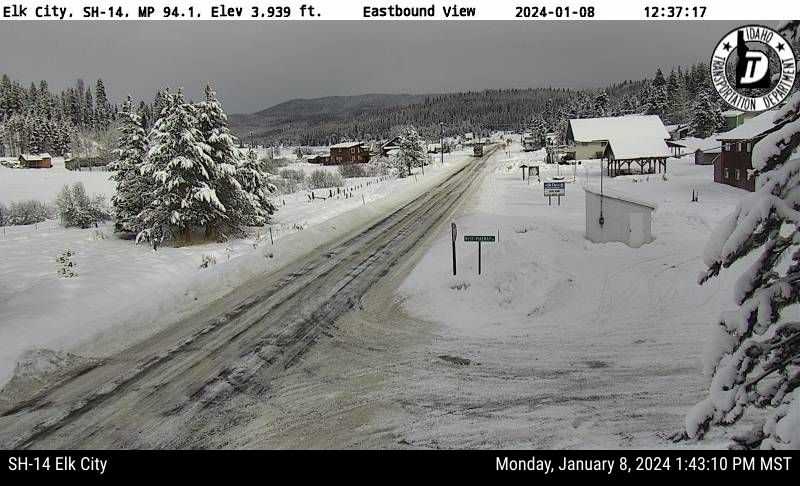 Elk City, SH-14, MP 94.1, Elev 3,939 ft. Eastbound View 2024-01-08 12:37:17
IDAHO
TRANSPORTATION DEPARTMENT
SH-14 Elk City Monday, January 8, 2024 1:43:10 PM MST